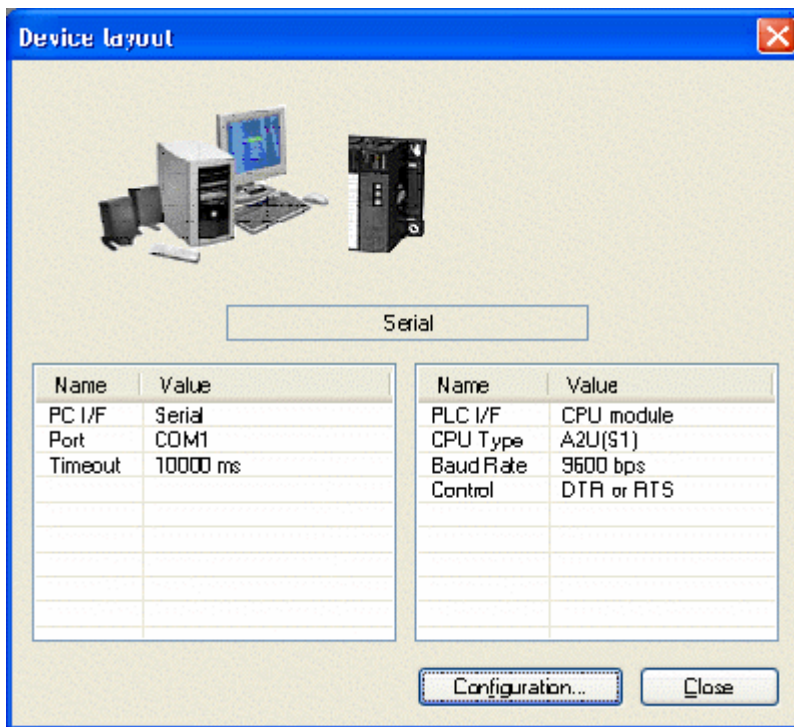 Device layout
Serial
Name Value
PC I/F Serial
Port COM1
Timeout 10000 ms
Name Value
PLC I/F CPU module
CPU Type A2U(S1)
Baud Rate 9600 bps
Control DTR or RTS
Configuration... Close